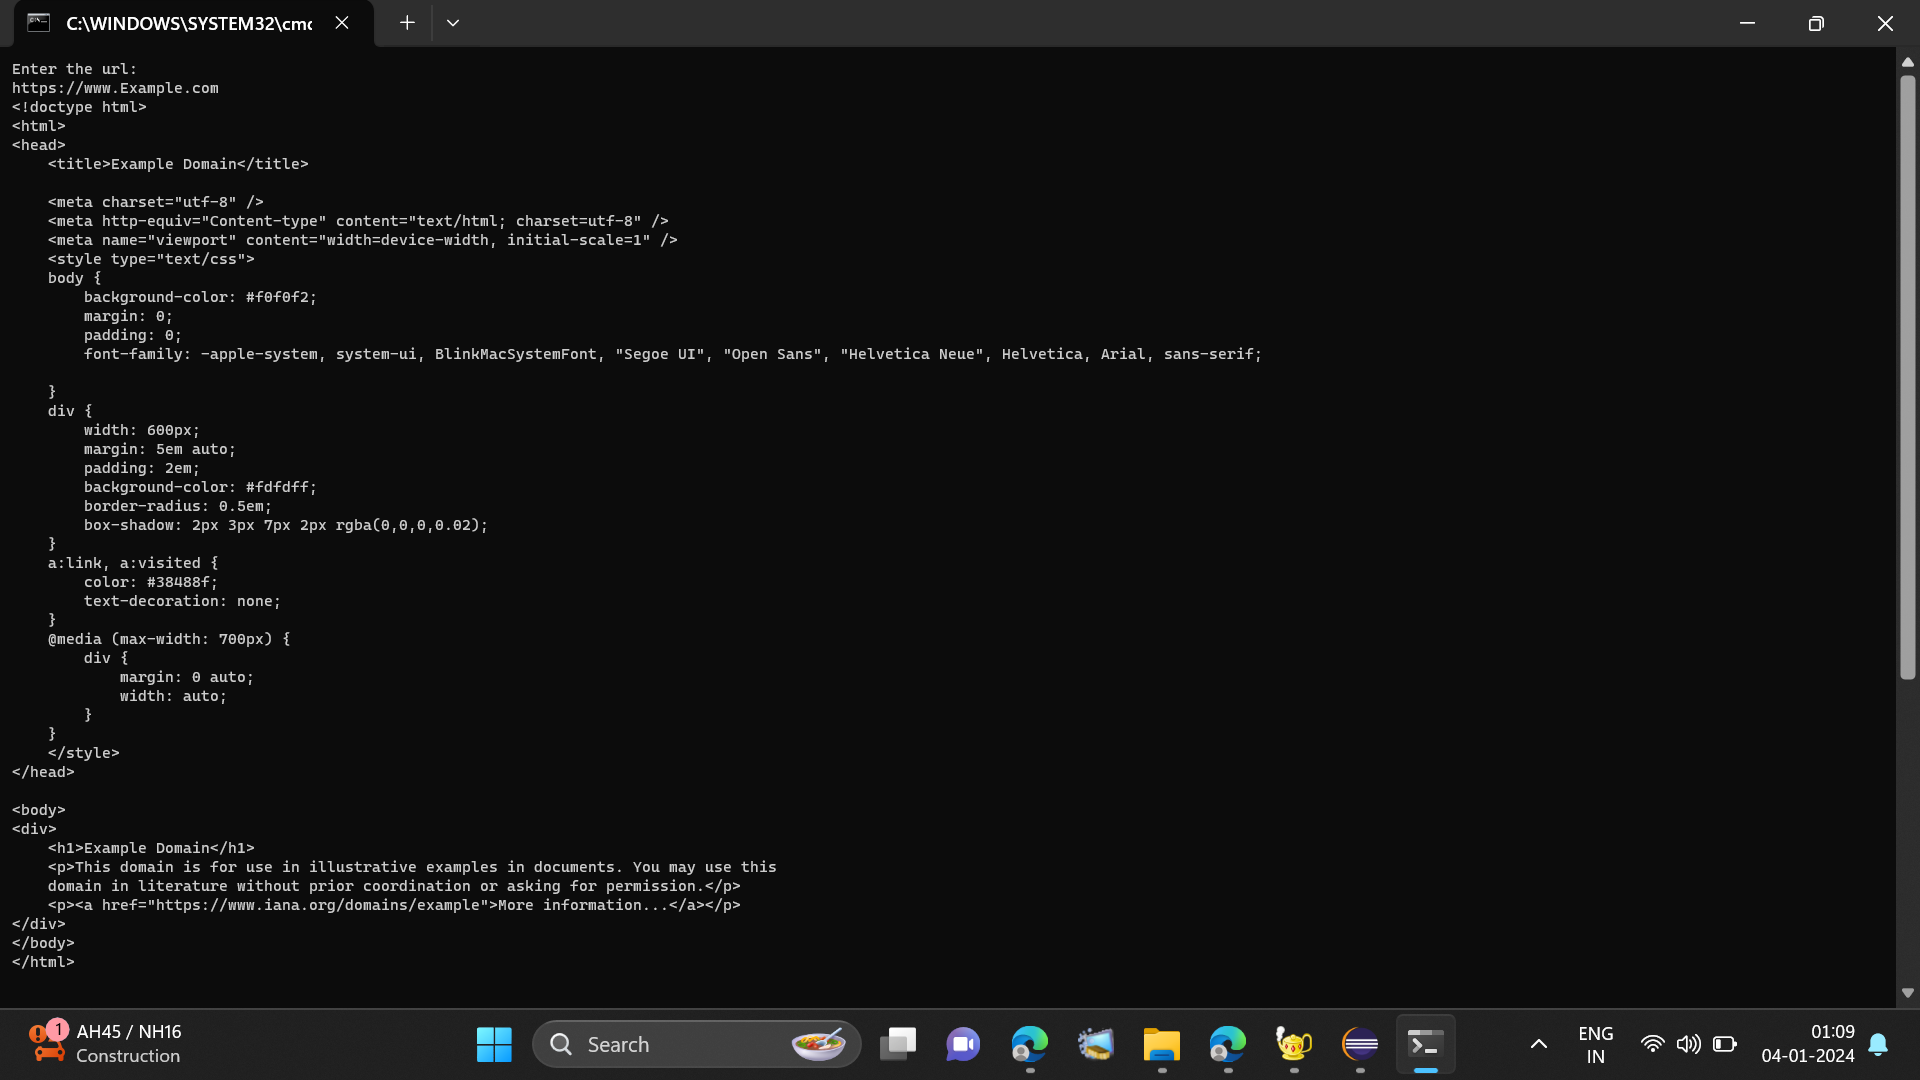 C:\WINDOWS\SYSTEM32\cmd
Enter the url:
https://www.Example.com
<!doctype html>
<html>
<head>
    <title>Example Domain</title>

    <meta charset="utf-8" />
    <meta http-equiv="Content-type" content="text/html; charset=utf-8" />
    <meta name="viewport" content="width=device-width, initial-scale=1" />
    <style type="text/css">
    body {
        background-color: #f0f0f2;
        margin: 0;
        padding: 0;
        font-family: -apple-system, system-ui, BlinkMacSystemFont, "Segoe UI", "Open Sans", "Helvetica Neue", Helvetica, Arial, sans-serif;

    }
    div {
        width: 600px;
        margin: 5em auto;
        padding: 2em;
        background-color: #fdfdff;
        border-radius: 0.5em;
        box-shadow: 2px 3px 7px 2px rgba(0,0,0,0.02);
    }
    a:link, a:visited {
        color: #38488f;
        text-decoration: none;
    }
    @media (max-width: 700px) {
        div {
            margin: 0 auto;
            width: auto;
        }
    }
    </style>
</head>

<body>
<div>
    <h1>Example Domain</h1>
    <p>This domain is for use in illustrative examples in documents. You may use this
    domain in literature without prior coordination or asking for permission.</p>
    <p><a href="https://www.iana.org/domains/example">More information...</a></p>
</div>
</body>
</html>
1
AH45 / NH16
Construction
Search
ENG
IN
01:09
04-01-2024